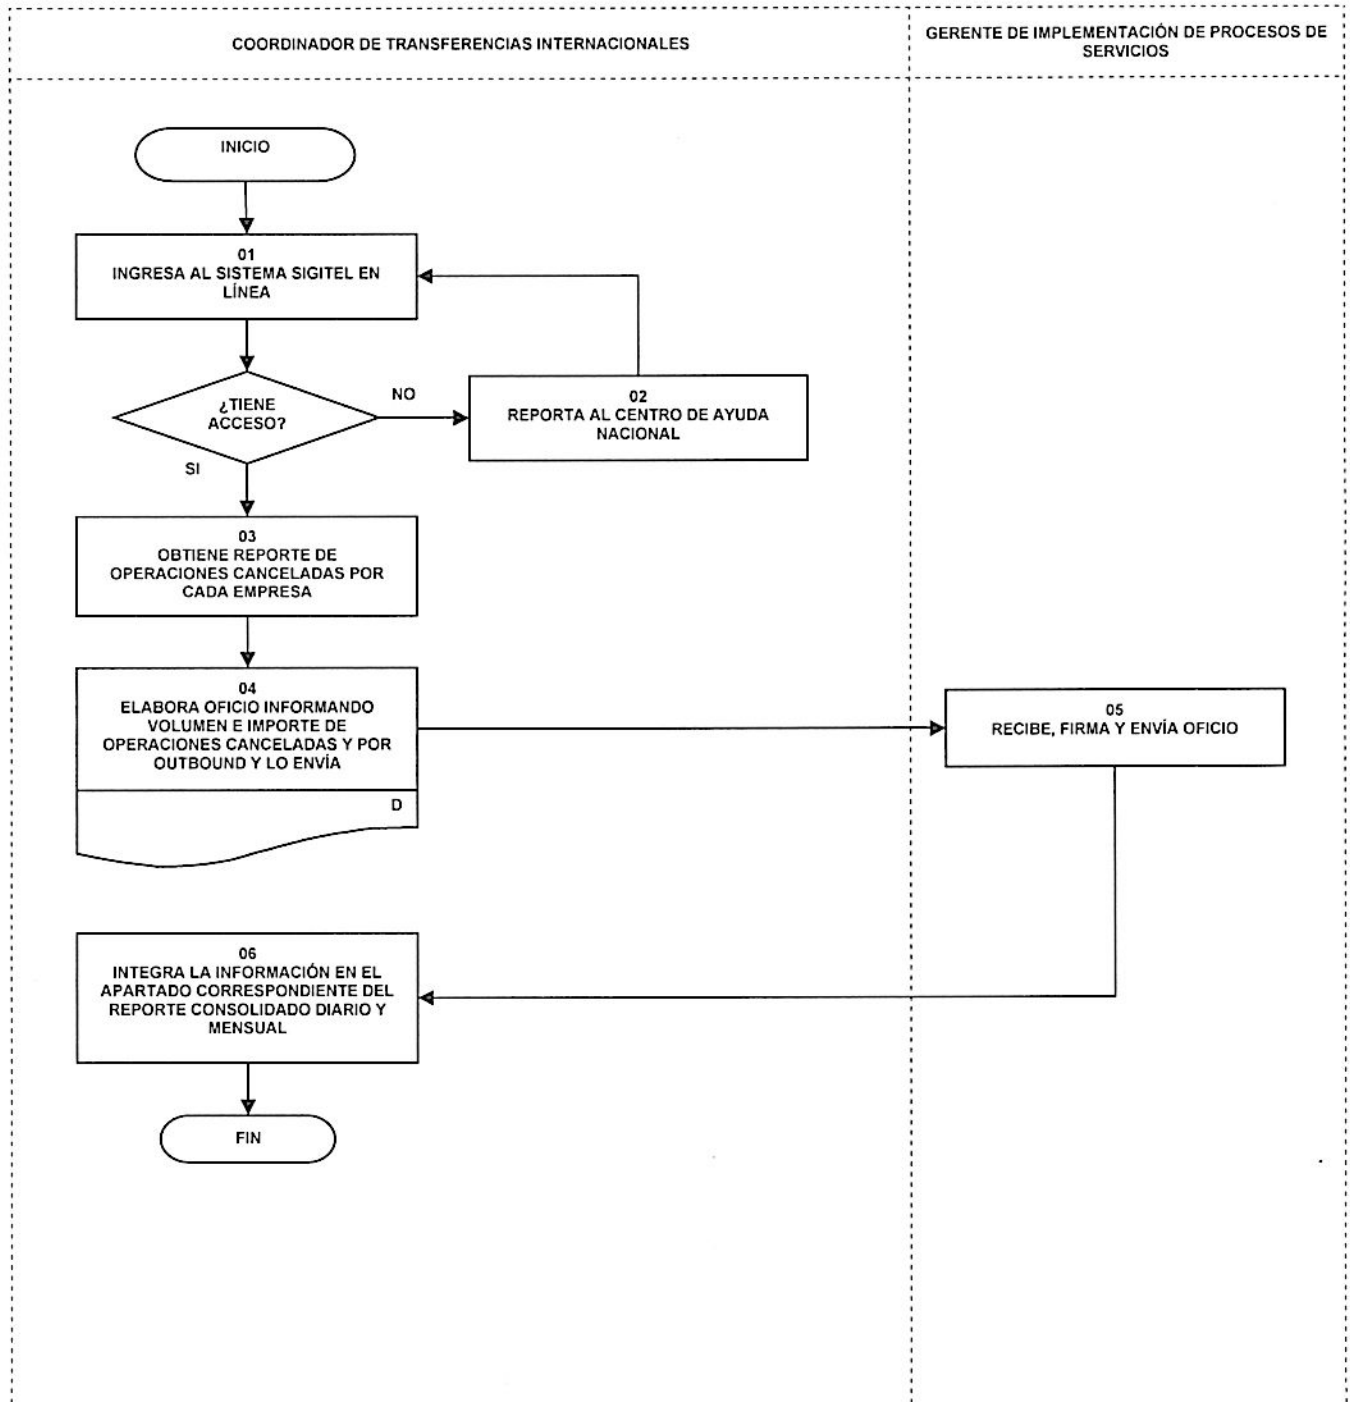 COORDINADOR DE TRANSFERENCIAS INTERNACIONALES
GERENTE DE IMPLEMENTACIÓN DE PROCESOS DE
SERVICIOS
INICIO
01
INGRESA AL SISTEMA SIGITEL EN
LÍNEA
¿TIENE
ACCESO?
NO
02
REPORTA AL CENTRO DE AYUDA
NACIONAL
SI
03
OBTIENE REPORTE DE
OPERACIONES CANCELADAS POR
CADA EMPRESA
04
ELABORA OFICIO INFORMANDO
VOLUMEN E IMPORTE DE
OPERACIONES CANCELADAS Y POR
OUTBOUND Y LO ENVÍA
D
05
RECIBE, FIRMA Y ENVÍA OFICIO
06
INTEGRA LA INFORMACIÓN EN EL
APARTADO CORRESPONDIENTE DEL
REPORTE CONSOLIDADO DIARIO Y
MENSUAL
FIN